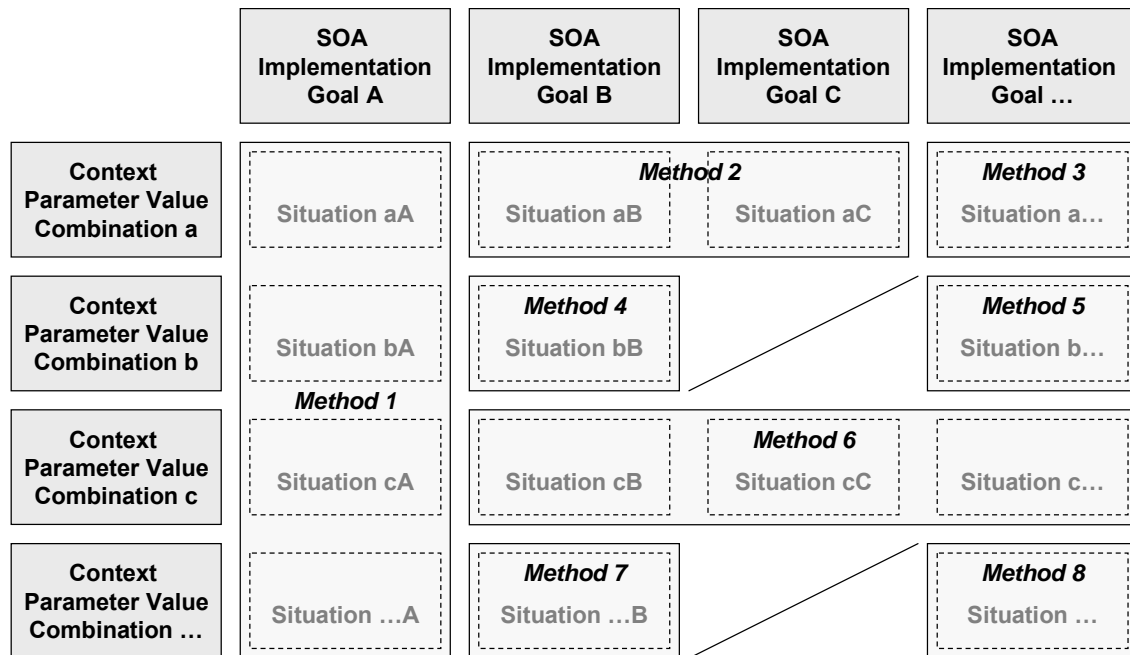 SOA
Implementation
Goal A
SOA
Implementation
Goal B
SOA
Implementation
Goal C
SOA
Implementation
Goal …
Context
Parameter Value
Combination a
Situation aA
Method 2
Situation aB
Situation aC
Method 3
Situation a…
Context
Parameter Value
Combination b
Situation bA
Method 4
Situation bB
Method 5
Situation b…
Method 1
Context
Parameter Value
Combination c
Situation cA
Situation cB
Method 6
Situation cC
Situation c…
Context
Parameter Value
Combination …
Situation …A
Method 7
Situation …B
Method 8
Situation …